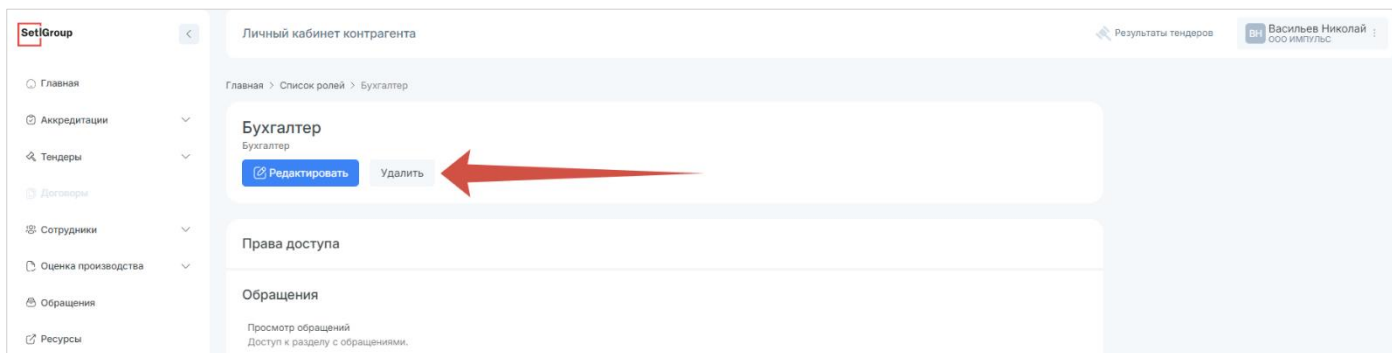 SetlGroup
Личный кабинет контрагента
Результаты тендеров
ВН
Васильев Николай
ООО ИМПУЛЬС
Главная
Аккредитации
Тендеры
Договоры
Сотрудники
Оценка производства
Обращения
Ресурсы
Главная > Список ролей > Бухгалтер
Бухгалтер
Бухгалтер
Редактировать
Удалить
Права доступа
Обращения
Просмотр обращений
Доступ к разделу с обращениями.